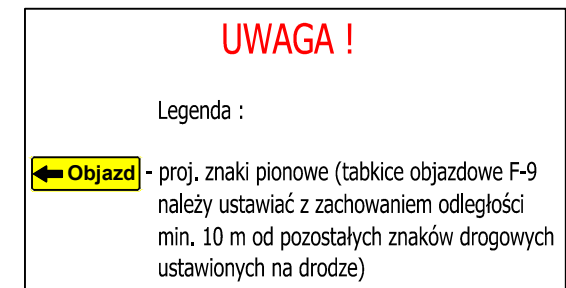 UWAGA !
Legenda :
Objazd - proj. znaki pionowe (tabkice objazdowe F-9
należy ustawiać z zachowaniem odległości
min. 10 m od pozostałych znaków drogowych
ustawionych na drodze)